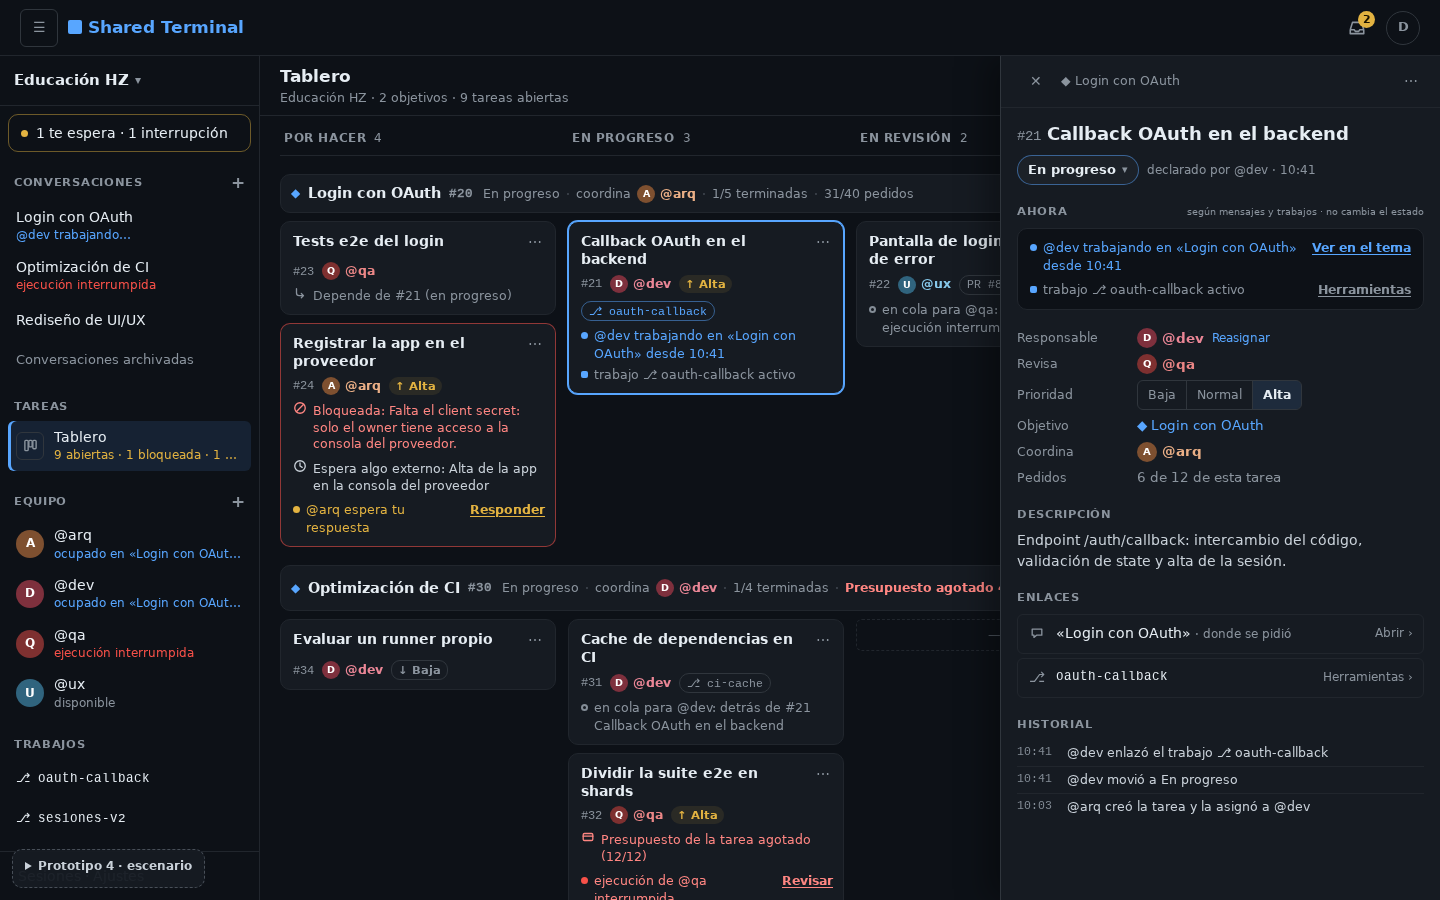 ☰ Shared Terminal
2
D
Educación HZ ▾
1 te espera · 1 interrupción
CONVERSACIONES +
Login con OAuth
@dev trabajando…
Optimización de CI
ejecución interrumpida
Rediseño de UI/UX
Conversaciones archivadas
TAREAS
Tablero
9 abiertas · 1 bloqueada · 1 …
EQUIPO +
A @arq
ocupado en «Login con OAut…
D @dev
ocupado en «Login con OAut…
Q @qa
ejecución interrumpida
U @ux
disponible
TRABAJOS
⎇ oauth-callback
⎇ sesiones-v2
▶ Prototipo 4 · escenario
Tablero
Educación HZ · 2 objetivos · 9 tareas abiertas
POR HACER 4
EN PROGRESO 3
EN REVISIÓN 2
◆ Login con OAuth #20 En progreso · coordina A @arq · 1/5 terminadas · 31/40 pedidos
Tests e2e del login ⋯
#23 Q @qa
Depende de #21 (en progreso)
Registrar la app en el ⋯
proveedor
#24 A @arq ↑ Alta
Bloqueada: Falta el client secret:
solo el owner tiene acceso a la
consola del proveedor.
Espera algo externo: Alta de la app
en la consola del proveedor
@arq espera tu Responder
respuesta
Callback OAuth en el ⋯
backend
#21 D @dev ↑ Alta
⎇ oauth-callback
@dev trabajando en «Login con
OAuth» desde 10:41
trabajo ⎇ oauth-callback activo
Pantalla de login
de error
#22 U @ux PR #8
en cola para @qa:
ejecución interrum
◆ Optimización de CI #30 En progreso · coordina D @dev · 1/4 terminadas · Presupuesto agotado
Evaluar un runner propio ⋯
#34 D @dev ↓ Baja
Cache de dependencias en ⋯
CI
#31 D @dev ⎇ ci-cache
en cola para @dev: detrás de #21
Callback OAuth en el backend
Dividir la suite e2e en ⋯
shards
#32 Q @qa ↑ Alta
Presupuesto de la tarea agotado
(12/12)
ejecución de @qa Revisar
interrumpida
✕ ◆ Login con OAuth ⋯
#21 Callback OAuth en el backend
En progreso ▾ declarado por @dev · 10:41
AHORA según mensajes y trabajos · no cambia el estado
@dev trabajando en «Login con OAuth» Ver en el tema
desde 10:41
trabajo ⎇ oauth-callback activo Herramientas
Responsable D @dev Reasignar
Revisa Q @qa
Prioridad Baja Normal Alta
Objetivo ◆ Login con OAuth
Coordina A @arq
Pedidos 6 de 12 de esta tarea
DESCRIPCIÓN
Endpoint /auth/callback: intercambio del código,
validación de state y alta de la sesión.
ENLACES
«Login con OAuth» · donde se pidió Abrir ›
⎇ oauth-callback Herramientas ›
HISTORIAL
10:41 @dev enlazó el trabajo ⎇ oauth-callback
10:41 @dev movió a En progreso
10:03 @arq creó la tarea y la asignó a @dev